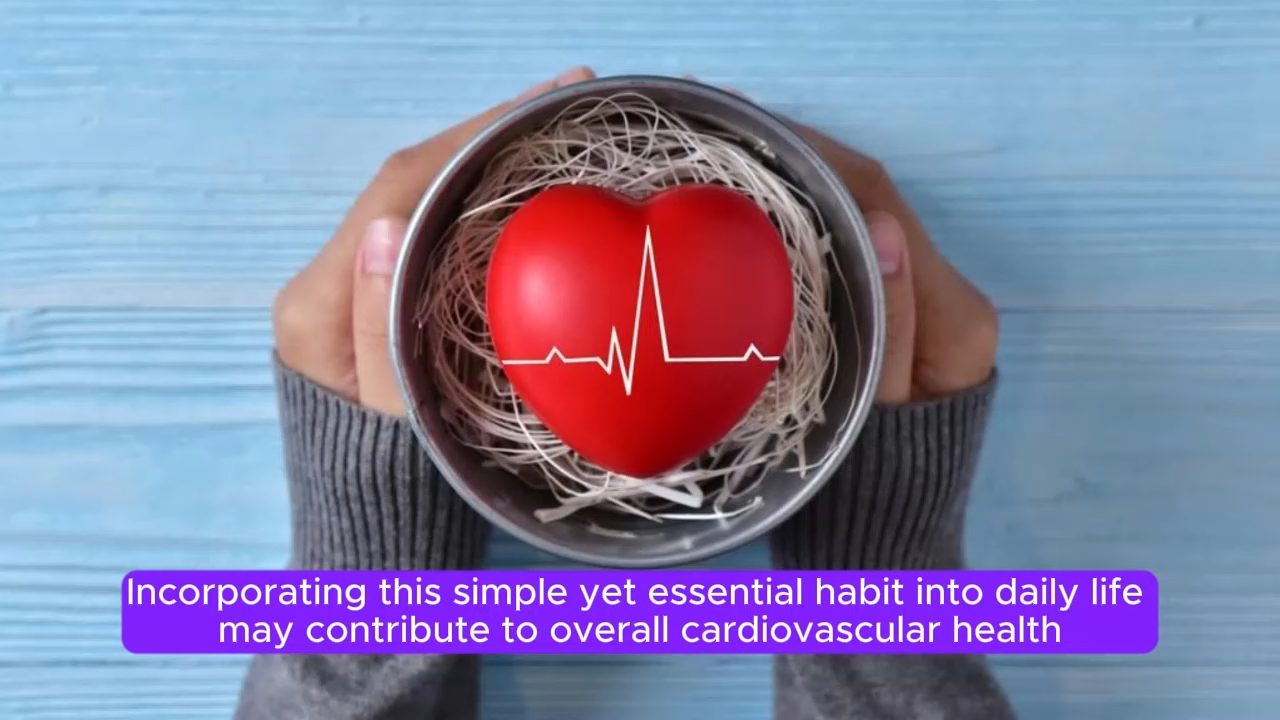 Incorporating this simple yet essential habit into daily life
may contribute to overall cardiovascular health